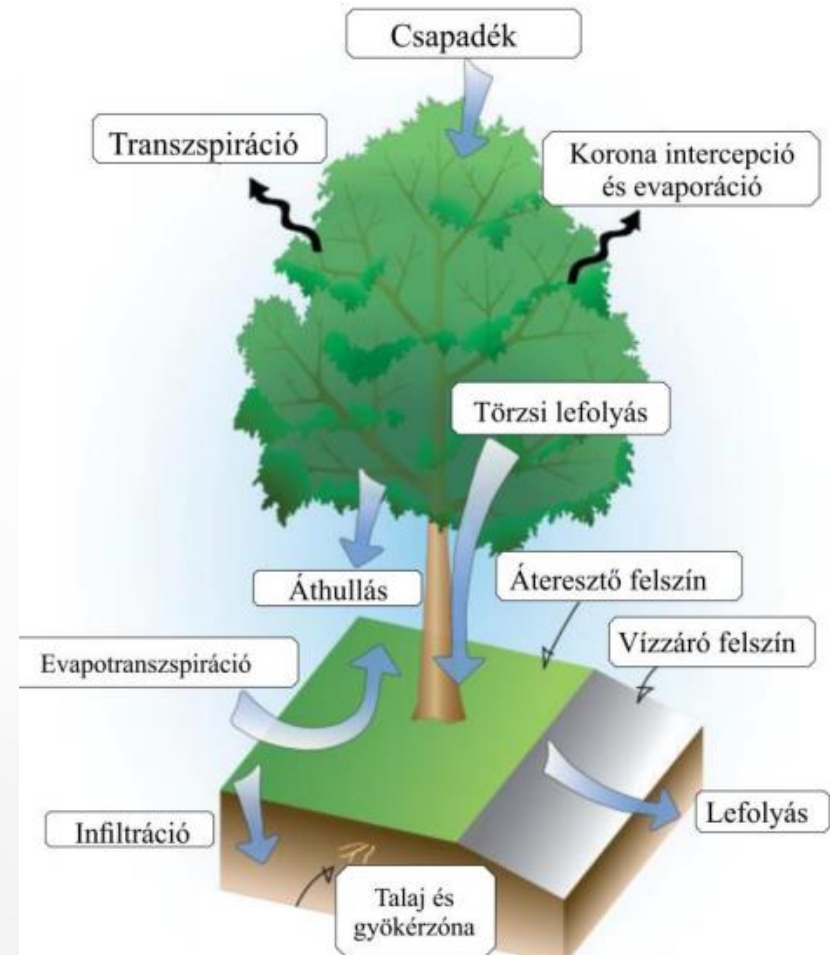 Csapadék
Transzspiráció
Korona intercepció
és evaporáció
Törzsi lefolyás
Áthullás
Áteresztő felszín
Vízzáró felszín
Evapotranszspiráció
Infiltráció
Lefolyás
Talaj és
gyökérzóna